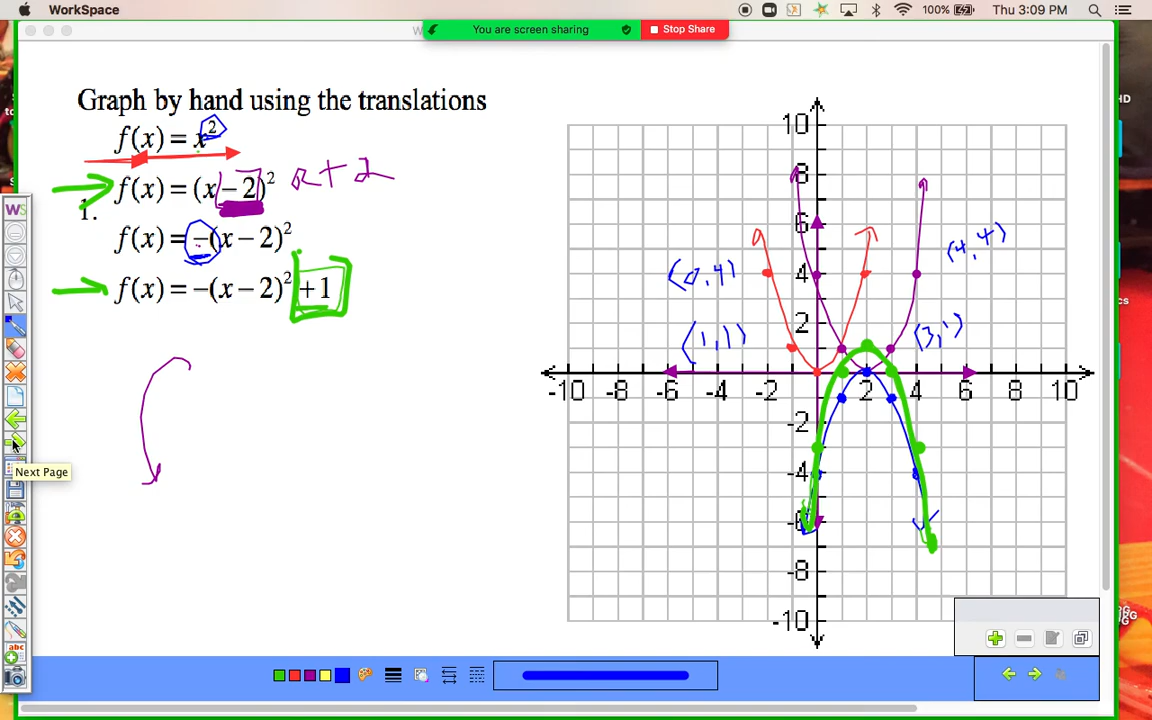 WorkSpace
100%
Thu 3:09 PM
You are screen sharing
Stop Share
Graph by hand using the translations
f(x) = x²
f(x) = (x − 2)²
1.
f(x) = −(x − 2)²
f(x) = −(x − 2)² + 1
(0,4)
(4,4)
(1,1)
(3,1)
10
8
6
4
2
-10 -8 -6 -4 -2 2 4 6 8 10
-2
-4
-6
-8
-10
WS
Next Page
abc